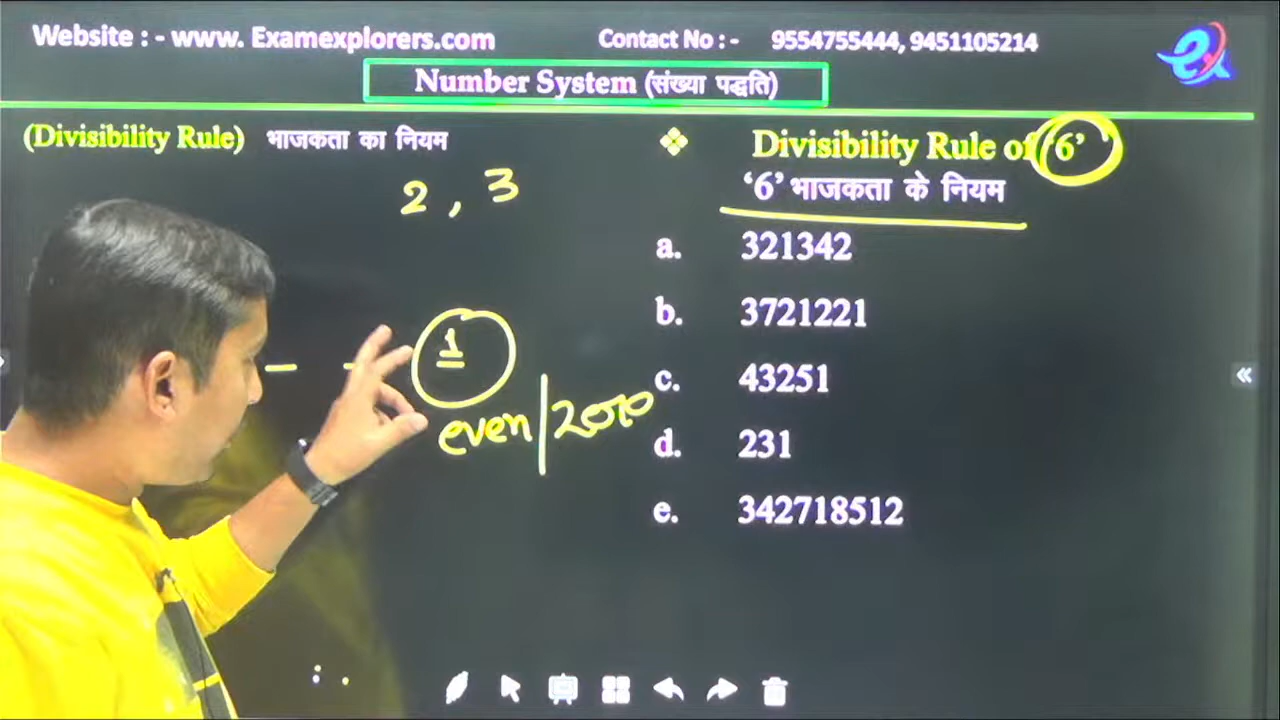 Website : - www. Examexplorers.com
Contact No : - 9554755444, 9451105214
Number System (संख्या पद्धति)
(Divisibility Rule) भाजकता का नियम
2 , 3
1
even
❖ Divisibility Rule of '6'
'6' भाजकता के नियम
a. 321342
b. 3721221
c. 43251
d. 231
e. 342718512